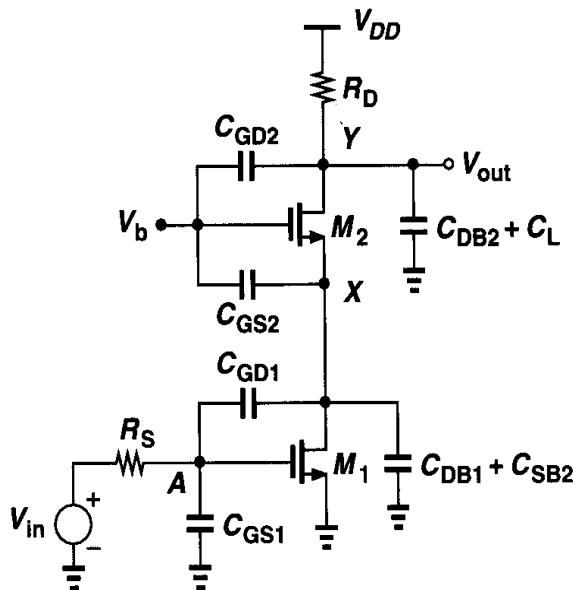 V_DD
R_D
C_GD2
Y
V_out
V_b
M_2
C_DB2 + C_L
C_GS2
X
C_GD1
R_S
A
M_1
C_DB1 + C_SB2
V_in
+
−
C_GS1